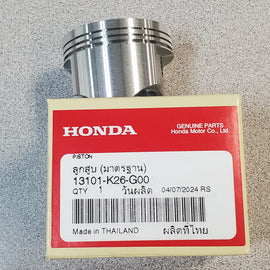 HONDA
GENUINE PARTS
Honda Motor Co., Ltd.
PISTON
ลูกสูบ (มาตรฐาน)
13101-K26-G00
QTY 1 วันผลิต 04/07/2024 RS
Made in THAILAND ผลิตที่ไทย